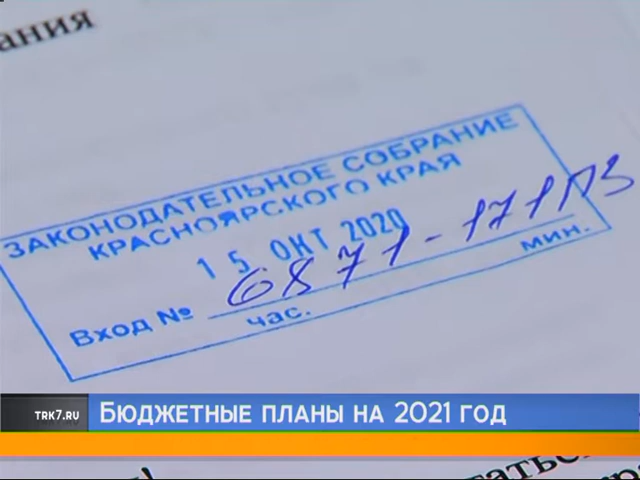 ания
ЗАКОНОДАТЕЛЬНОЕ СОБРАНИЕ
КРАСНОЯРСКОГО КРАЯ
15 ОКТ 2020
Вход № 6871-171ПЗ
час. мин.
TRK7.RU
БЮДЖЕТНЫЕ ПЛАНЫ НА 2021 ГОД